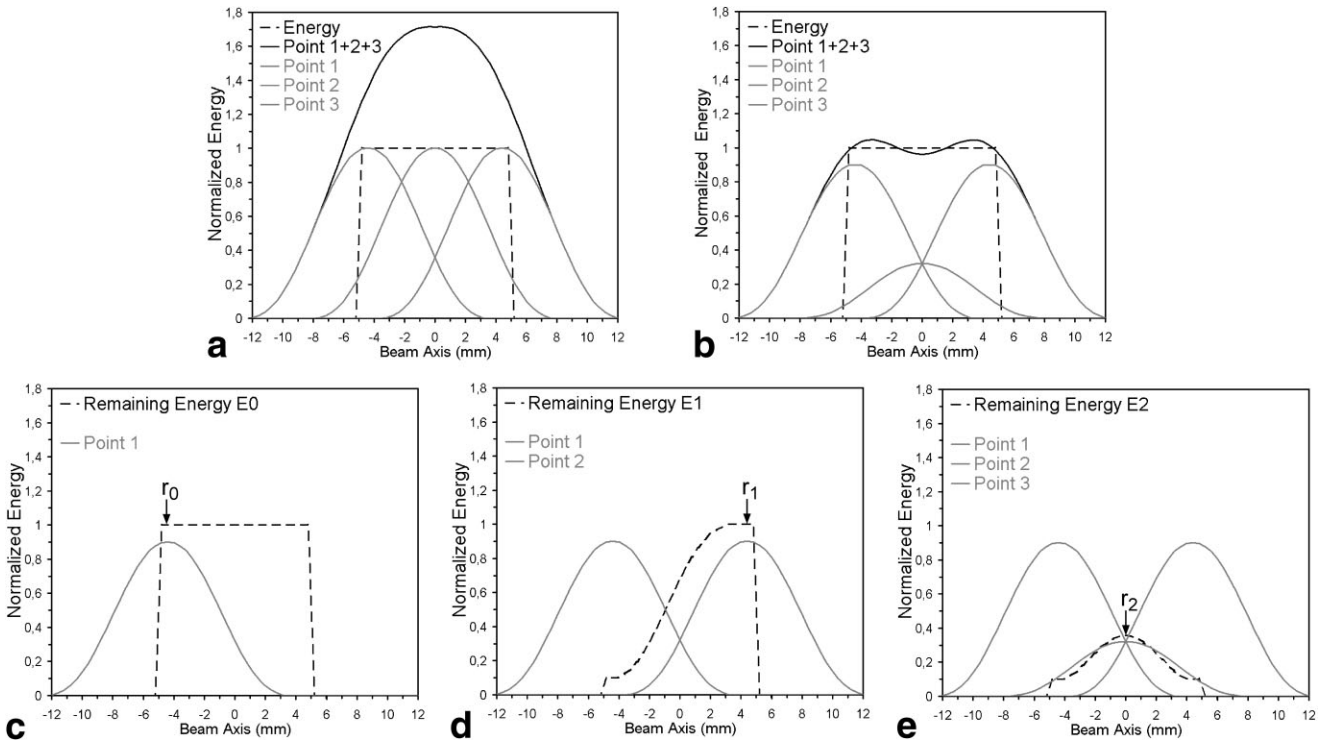 1,8
1,6
1,4
1,2
1
0,8
0,6
0,4
0,2
0
Normalized Energy
Energy
Point 1+2+3
Point 1
Point 2
Point 3
-12 -10 -8 -6 -4 -2 0 2 4 6 8 10 12
Beam Axis (mm)
a
1,8
1,6
1,4
1,2
1
0,8
0,6
0,4
0,2
0
Normalized Energy
Energy
Point 1+2+3
Point 1
Point 2
Point 3
-12 -10 -8 -6 -4 -2 0 2 4 6 8 10 12
Beam Axis (mm)
b
1,8
1,6
1,4
1,2
1
0,8
0,6
0,4
0,2
0
Normalized Energy
Remaining Energy E0
Point 1
r0
-12 -10 -8 -6 -4 -2 0 2 4 6 8 10 12
Beam Axis (mm)
c
1,8
1,6
1,4
1,2
1
0,8
0,6
0,4
0,2
0
Normalized Energy
Remaining Energy E1
Point 1
Point 2
r1
-12 -10 -8 -6 -4 -2 0 2 4 6 8 10 12
Beam Axis (mm)
d
1,8
1,6
1,4
1,2
1
0,8
0,6
0,4
0,2
0
Normalized Energy
Remaining Energy E2
Point 1
Point 2
Point 3
r2
-12 -10 -8 -6 -4 -2 0 2 4 6 8 10 12
Beam Axis (mm)
e